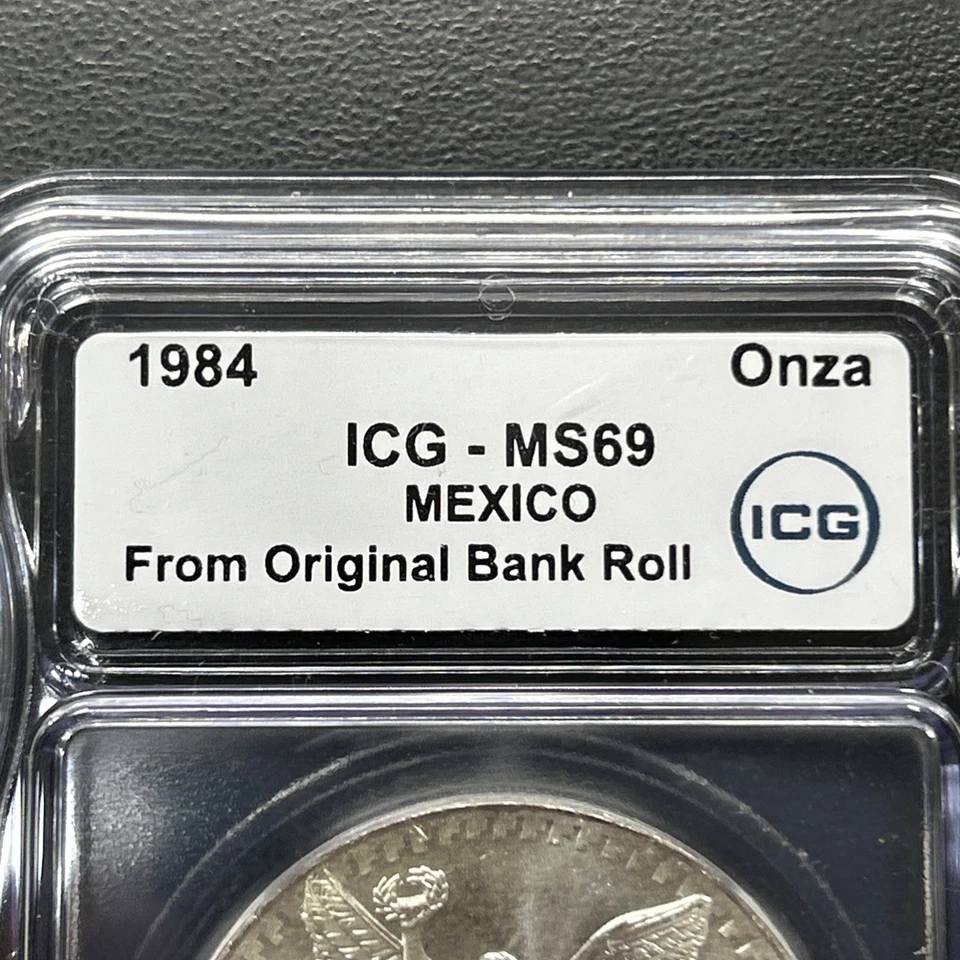 1984 Onza
ICG - MS69
MEXICO
From Original Bank Roll
ICG